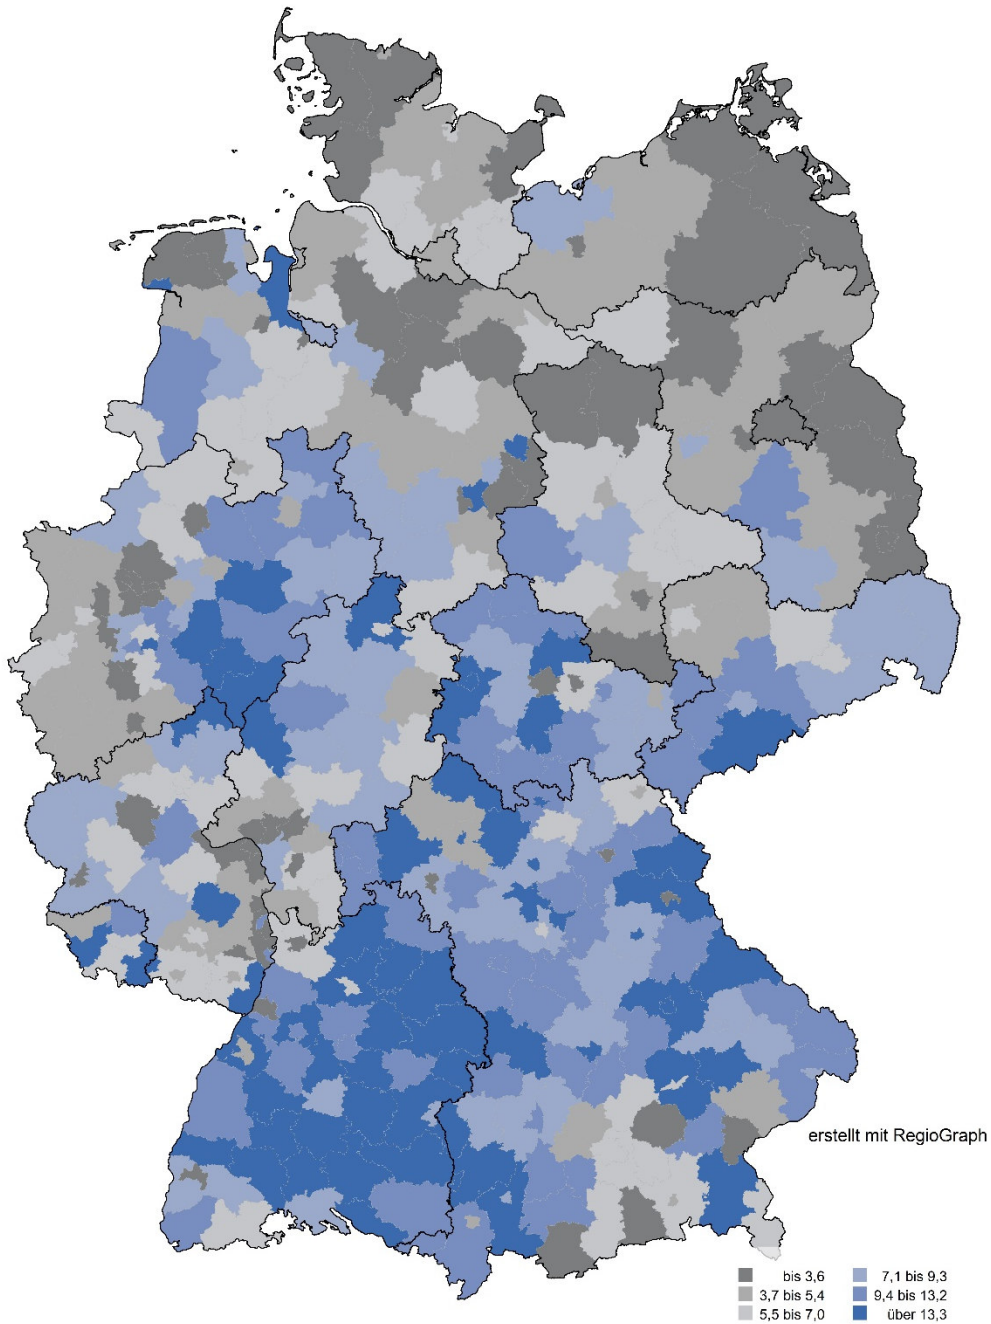 erstellt mit RegioGraph
bis 3,6
3,7 bis 5,4
5,5 bis 7,0
7,1 bis 9,3
9,4 bis 13,2
über 13,3